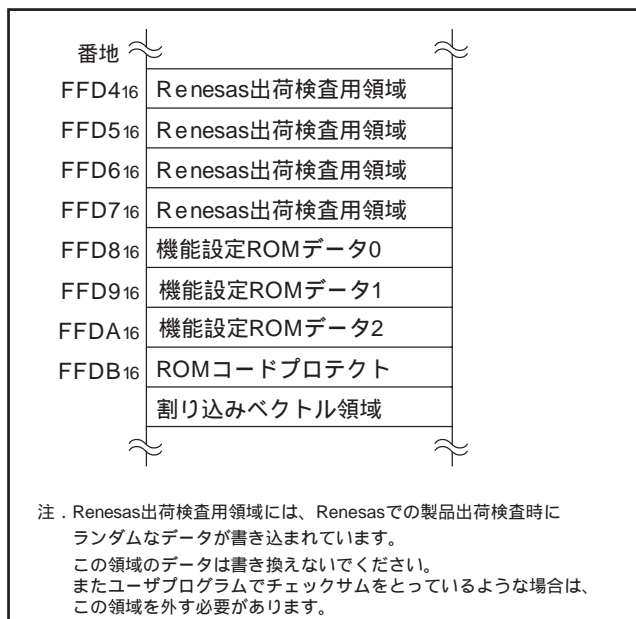 番地
FFD416 Renesas出荷検査用領域
FFD516 Renesas出荷検査用領域
FFD616 Renesas出荷検査用領域
FFD716 Renesas出荷検査用領域
FFD816 機能設定ROMデータ0
FFD916 機能設定ROMデータ1
FFDA16 機能設定ROMデータ2
FFDB16 ROMコードプロテクト
割り込みベクトル領域
注．Renesas出荷検査用領域には、Renesasでの製品出荷検査時に
ランダムなデータが書き込まれています。
この領域のデータは書き換えないでください。
またユーザプログラムでチェックサムをとっているような場合は、
この領域を外す必要があります。